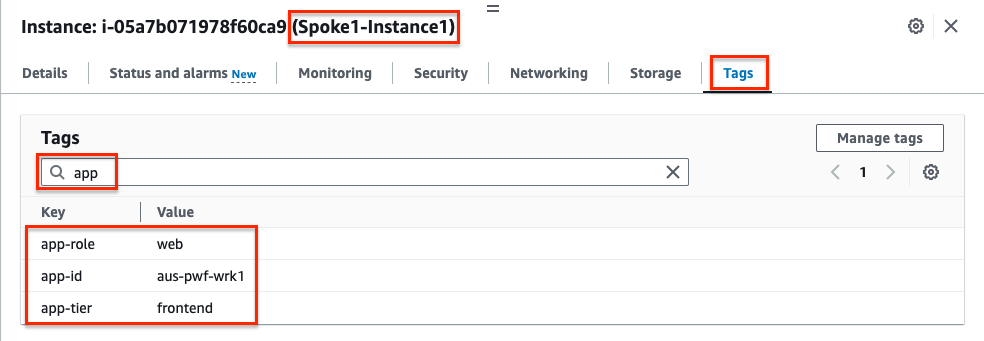 Instance: i-05a7b071978f60ca9 (Spoke1-Instance1)
Details Status and alarms New Monitoring Security Networking Storage Tags
Tags Manage tags
app 1
Key Value
app-role web
app-id aus-pwf-wrk1
app-tier frontend